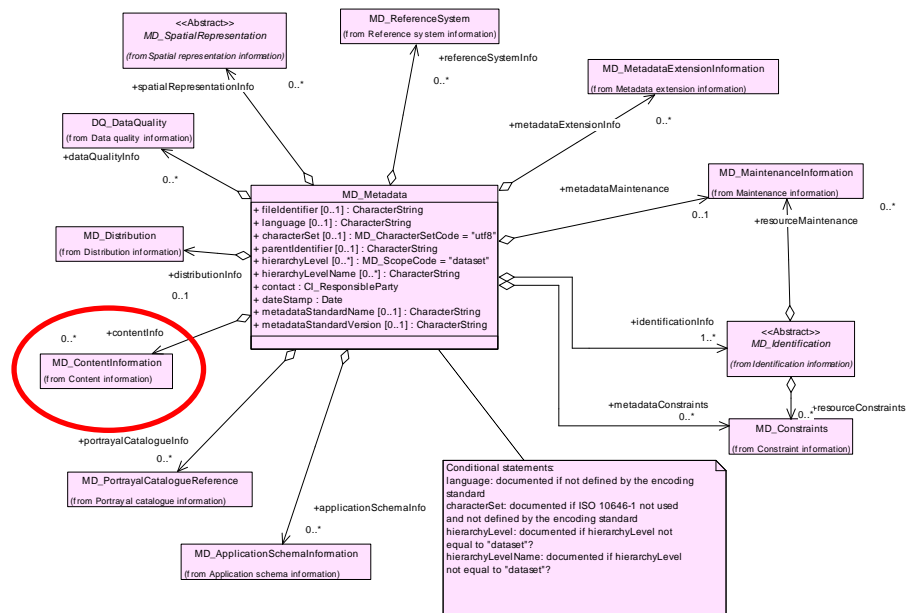 <<Abstract>>
MD_SpatialRepresentation
(from Spatial representation information)
+spatialRepresentationInfo
0..*
MD_ReferenceSystem
(from Reference system information)
+referenceSystemInfo
0..*
MD_MetadataExtensionInformation
(from Metadata extension information)
+metadataExtensionInfo
0..*
DQ_DataQuality
(from Data quality information)
+dataQualityInfo
0..*
MD_MaintenanceInformation
(from Maintenance information)
+metadataMaintenance
0..1
+resourceMaintenance
0..*
MD_Metadata
+ fileIdentifier [0..1] : CharacterString
+ language [0..1] : CharacterString
+ characterSet [0..1] : MD_CharacterSetCode = "utf8"
+ parentIdentifier [0..1] : CharacterString
+ hierarchyLevel [0..*] : MD_ScopeCode = "dataset"
+ hierarchyLevelName [0..*] : CharacterString
+ contact : CI_ResponsibleParty
+ dateStamp : Date
+ metadataStandardName [0..1] : CharacterString
+ metadataStandardVersion [0..1] : CharacterString
MD_Distribution
(from Distribution information)
+distributionInfo
0..1
0..*
+contentInfo
MD_ContentInformation
(from Content information)
+identificationInfo
1..*
<<Abstract>>
MD_Identification
(from Identification information)
+metadataConstraints
0..*
0..*
+resourceConstraints
MD_Constraints
(from Constraint information)
+portrayalCatalogueInfo
0..*
MD_PortrayalCatalogueReference
(from Portrayal catalogue information)
+applicationSchemaInfo
0..*
MD_ApplicationSchemaInformation
(from Application schema information)
Conditional statements:
language: documented if not defined by the encoding
standard
characterSet: documented if ISO 10646-1 not used
and not defined by the encoding standard
hierarchyLevel: documented if hierarchyLevel not
equal to "dataset"?
hierarchyLevelName: documented if hierarchyLevel
not equal to "dataset"?